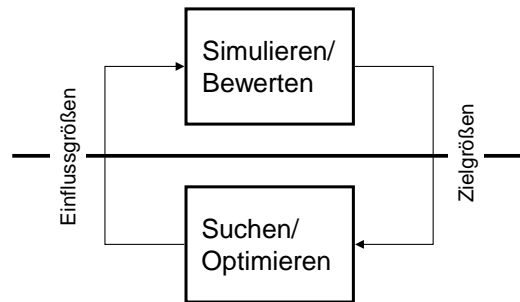 Simulieren/
Bewerten
Einflussgrößen
Zielgrößen
Suchen/
Optimieren